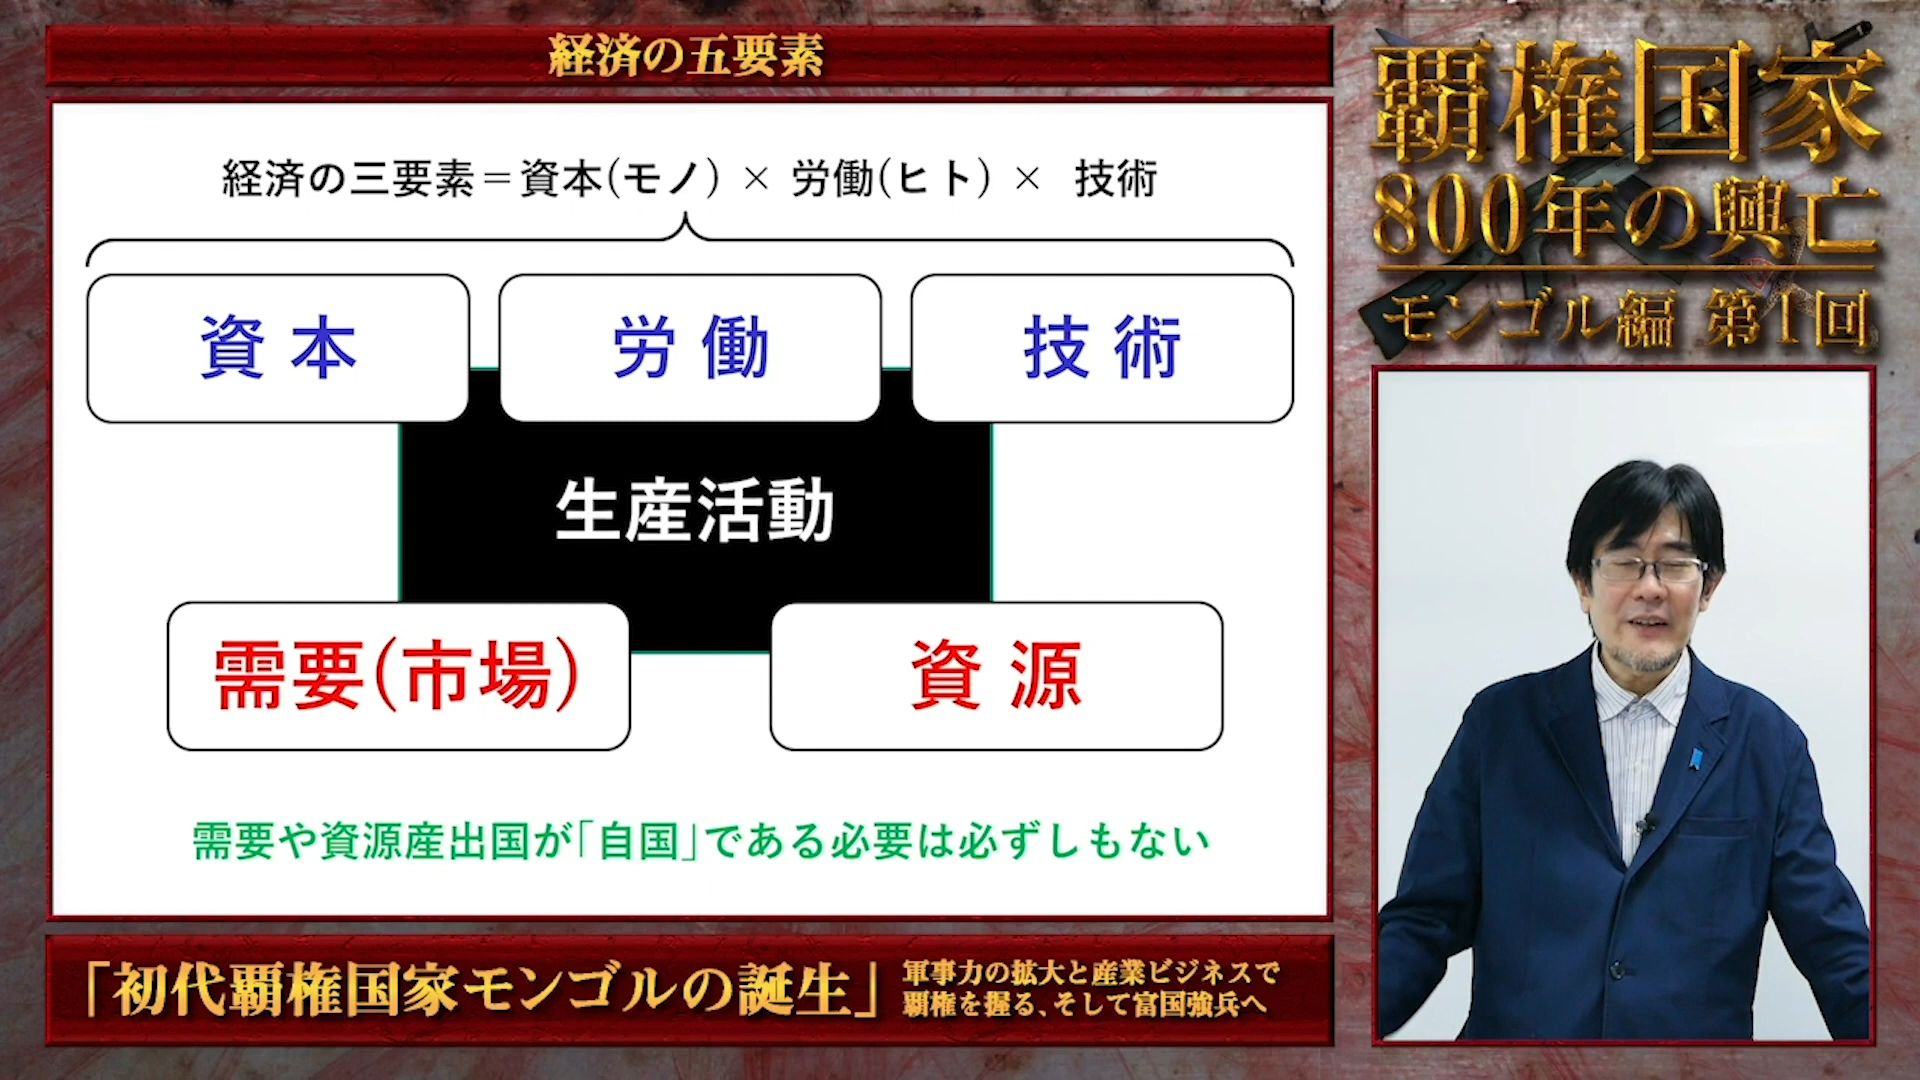 経済の五要素
経済の三要素＝資本(モノ) × 労働(ヒト) × 技術
資本
労働
技術
生産活動
需要(市場)
資源
需要や資源産出国が「自国」である必要は必ずしもない
覇権国家
800年の興亡
モンゴル編 第1回
「初代覇権国家モンゴルの誕生」
軍事力の拡大と産業ビジネスで
覇権を握る、そして富国強兵へ